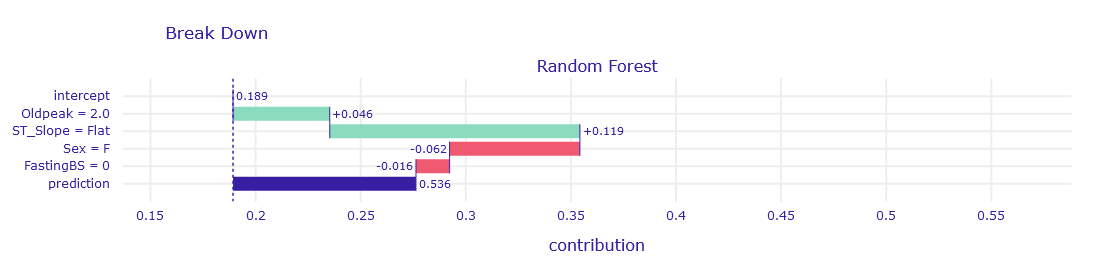 Break Down
Random Forest
intercept 0.189
Oldpeak = 2.0 +0.046
ST_Slope = Flat +0.119
Sex = F -0.062
FastingBS = 0 -0.016
prediction 0.536
0.15 0.2 0.25 0.3 0.35 0.4 0.45 0.5 0.55
contribution